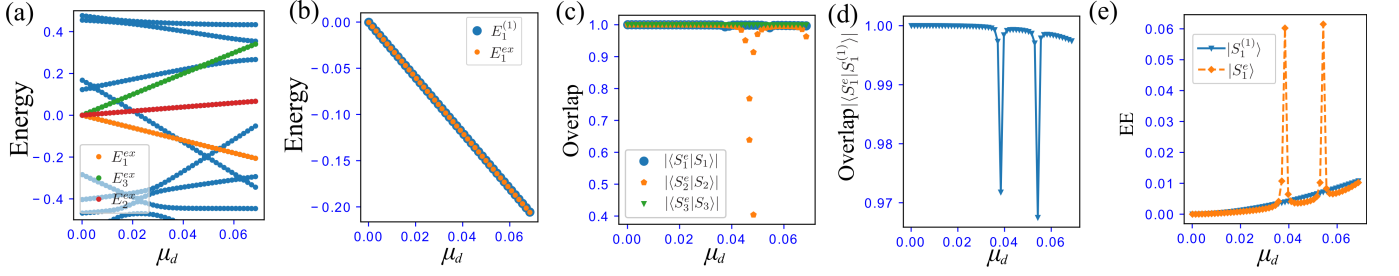 (a)
Energy
0.4
0.2
0.0
−0.2
−0.4
E_1^{ex}
E_3^{ex}
E_2^{ex}
0.00 0.02 0.04 0.06
μ_d
(b)
Energy
0.00
−0.05
−0.10
−0.15
−0.20
E_1^{(1)}
E_1^{ex}
0.00 0.02 0.04 0.06
μ_d
(c)
Overlap
1.0
0.9
0.8
0.7
0.6
0.5
0.4
|⟨S_1^e|S_1⟩|
|⟨S_2^e|S_2⟩|
|⟨S_3^e|S_3⟩|
0.00 0.02 0.04 0.06
μ_d
(d)
Overlap|⟨S_1^e|S_1^{(1)}⟩|
1.00
0.99
0.98
0.97
0.00 0.02 0.04 0.06
μ_d
(e)
EE
0.06
0.05
0.04
0.03
0.02
0.01
0.00
|S_1^{(1)}⟩
|S_1^e⟩
0.00 0.02 0.04 0.06
μ_d